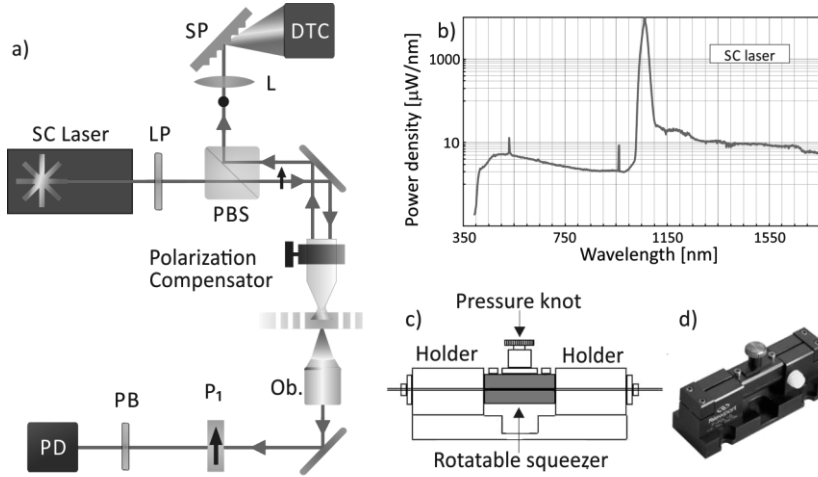 a)
SP
DTC
L
SC Laser
LP
PBS
Polarization
Compensator
Ob.
P1
PB
PD
b)
SC laser
Power density [μW/nm]
1000
10
350
750
1150
1550
Wavelength [nm]
c)
Pressure knot
Holder
Holder
Rotatable squeezer
d)
Newport